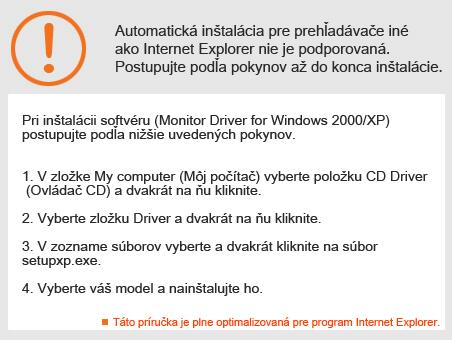 Automatická inštalácia pre prehľadávače iné
ako Internet Explorer nie je podporovaná.
Postupujte podľa pokynov až do konca inštalácie.
Pri inštalácii softvéru (Monitor Driver for Windows 2000/XP)
postupujte podľa nižšie uvedených pokynov.
1. V zložke My computer (Môj počítač) vyberte položku CD Driver
(Ovládač CD) a dvakrát na ňu kliknite.
2. Vyberte zložku Driver a dvakrát na ňu kliknite.
3. V zozname súborov vyberte a dvakrát kliknite na súbor
setupxp.exe.
4. Vyberte váš model a nainštalujte ho.
Táto príručka je plne optimalizovaná pre program Internet Explorer.